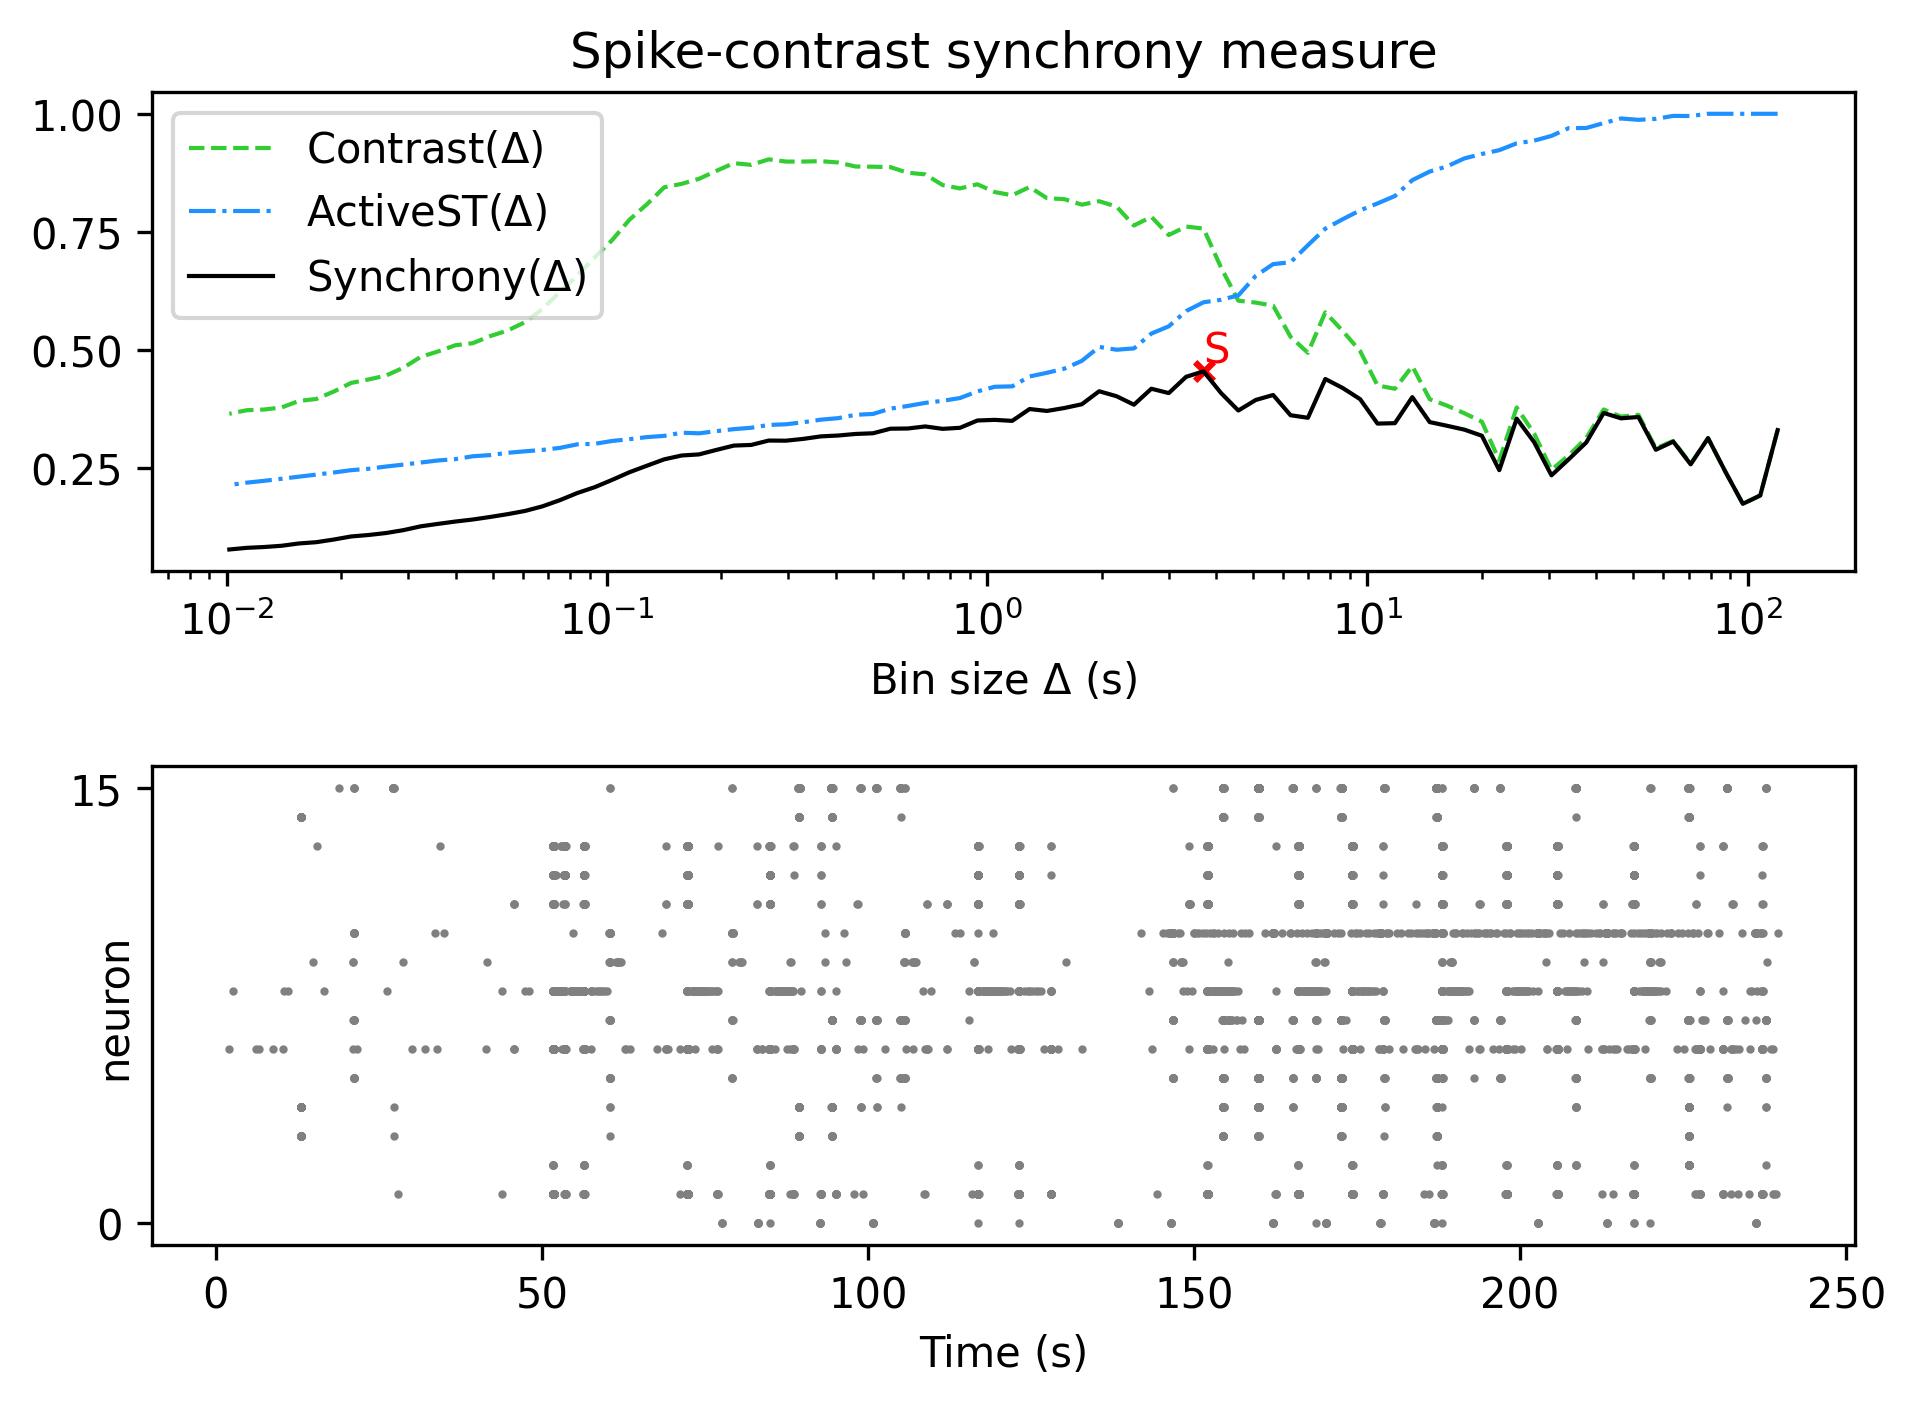 Spike-contrast synchrony measure
1.00
0.75
0.50
0.25
Contrast(Δ)
ActiveST(Δ)
Synchrony(Δ)
S
10⁻² 10⁻¹ 10⁰ 10¹ 10²
Bin size Δ (s)
15
0
neuron
0 50 100 150 200 250
Time (s)